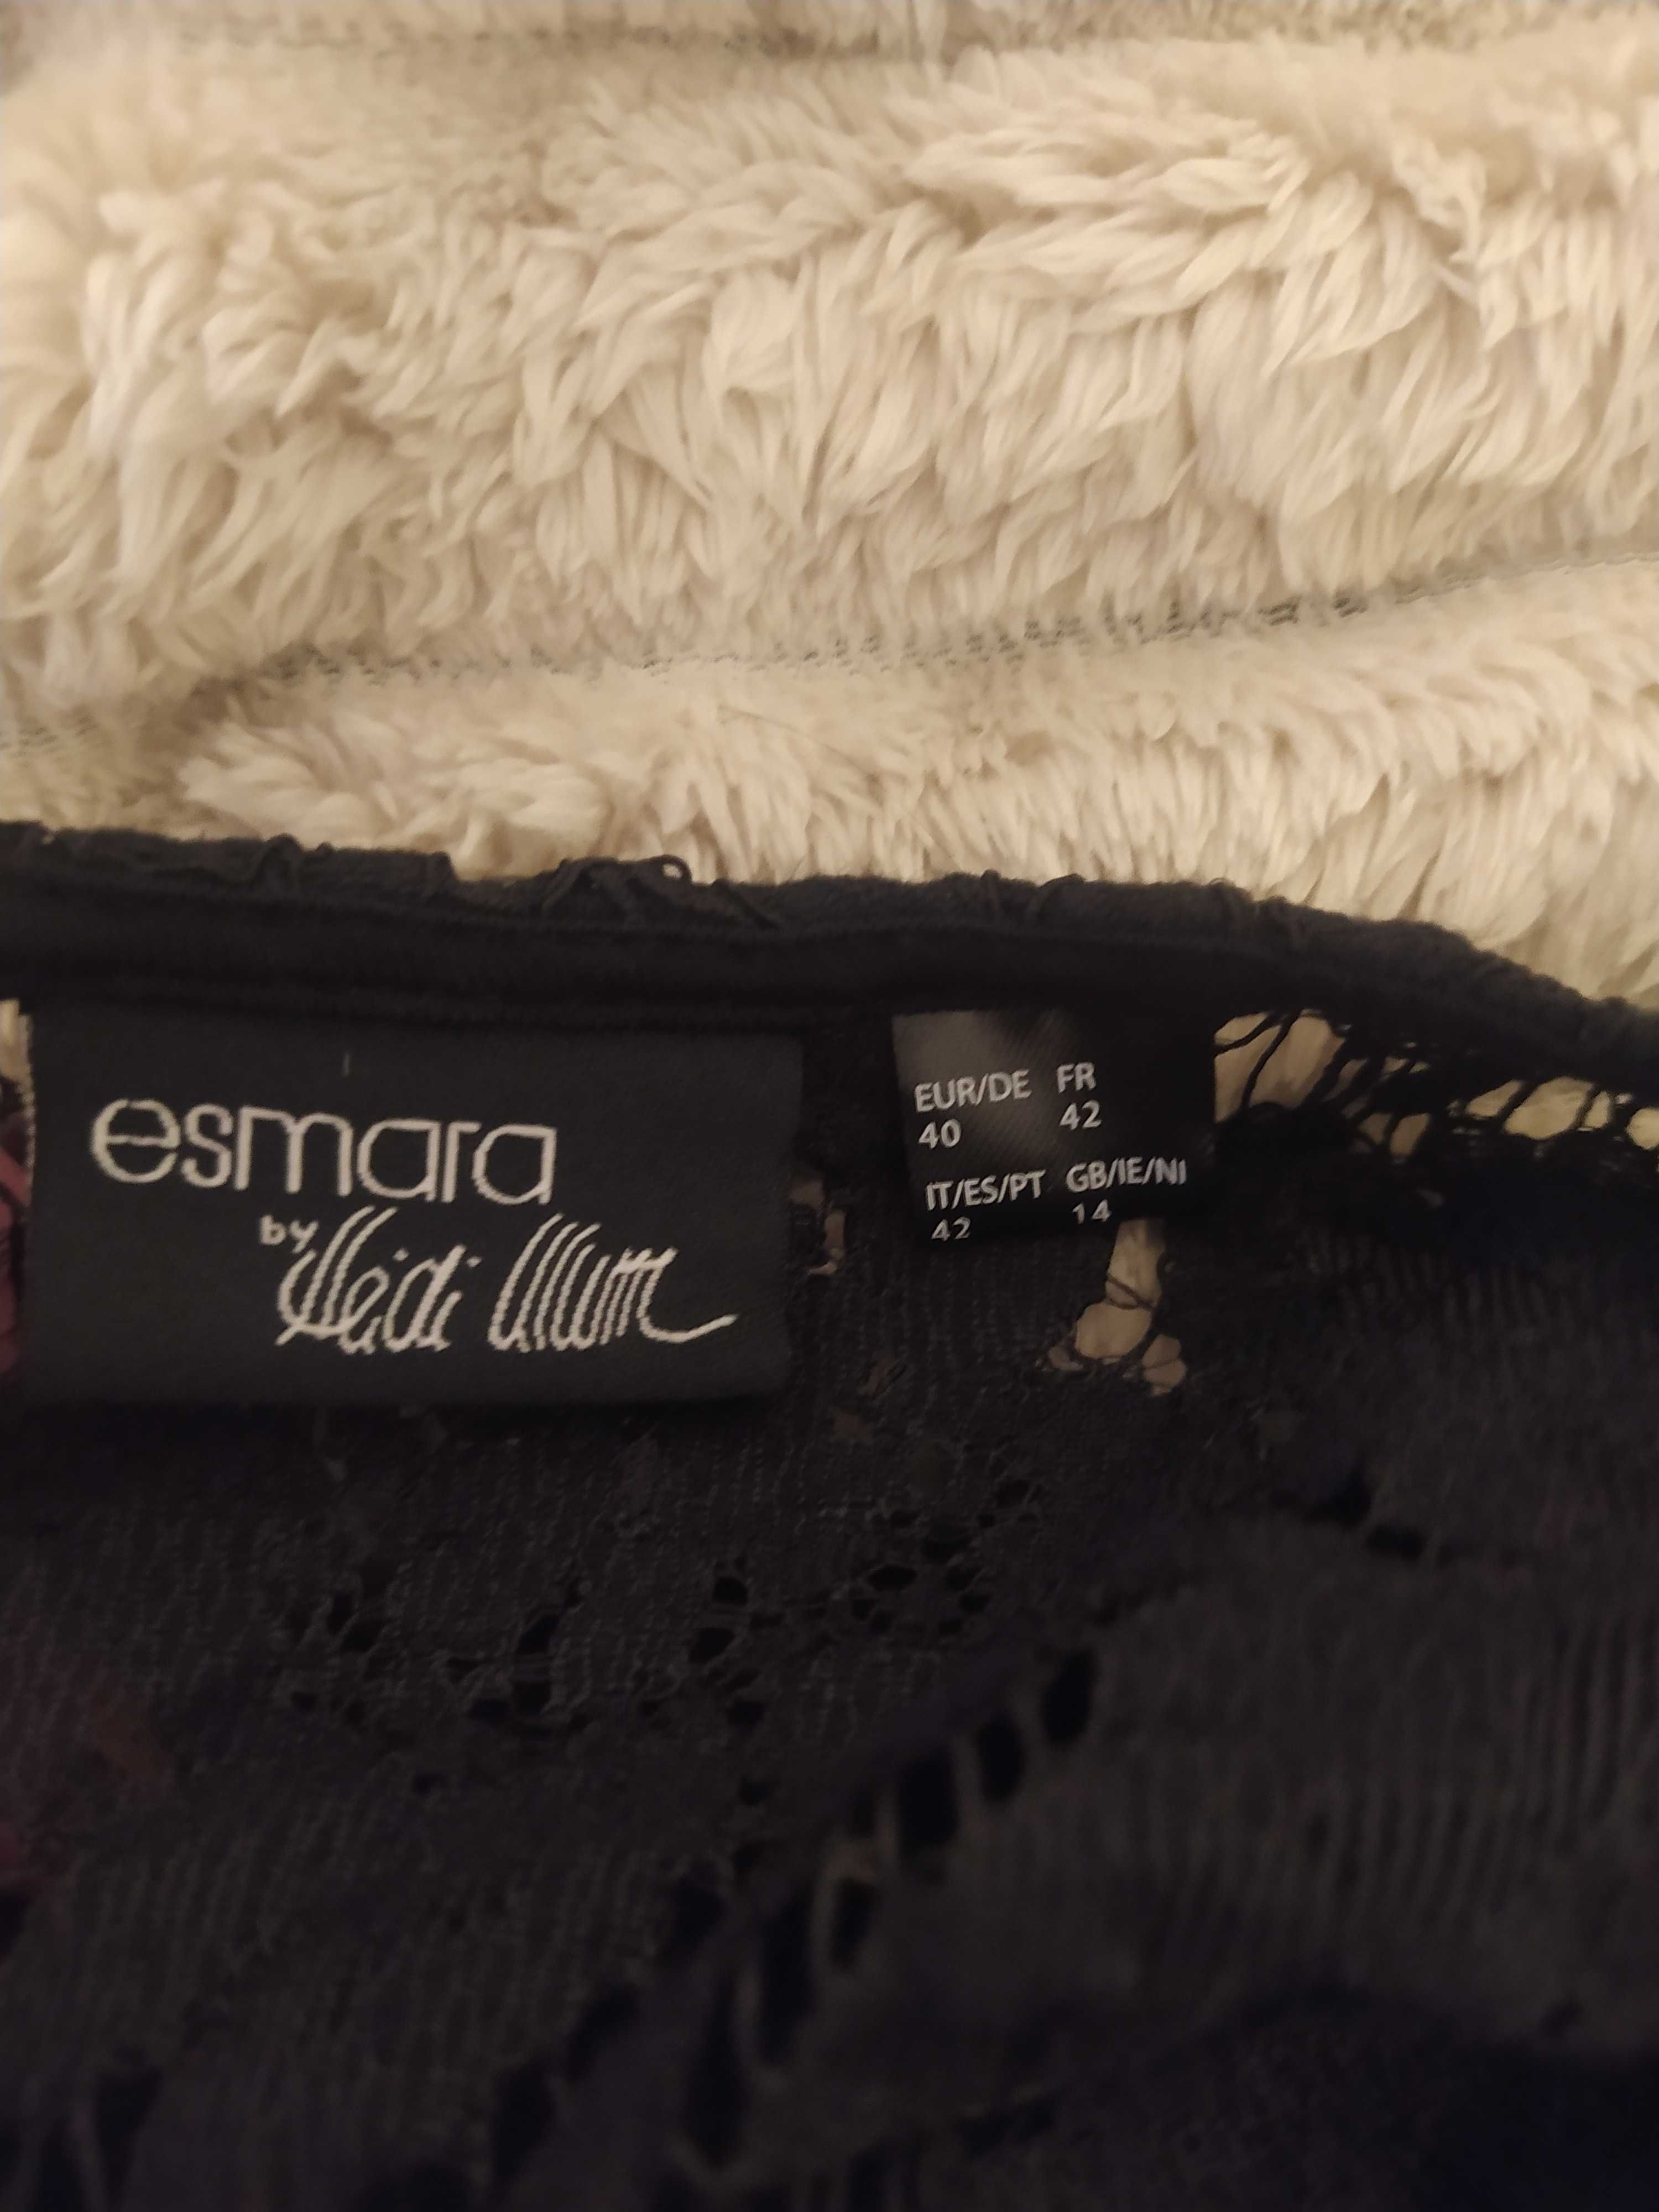 esmara
by Heidi Klum
EUR/DE FR
40 42
IT/ES/PT GB/IE/NI
42 14